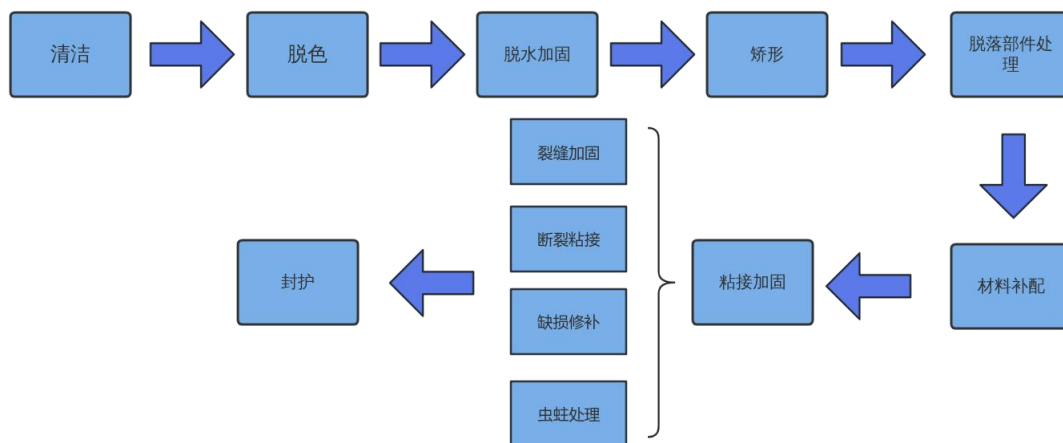 清洁
脱色
脱水加固
矫形
脱落部件处
理
材料补配
粘接加固
裂缝加固
断裂粘接
缺损修补
虫蛀处理
封护